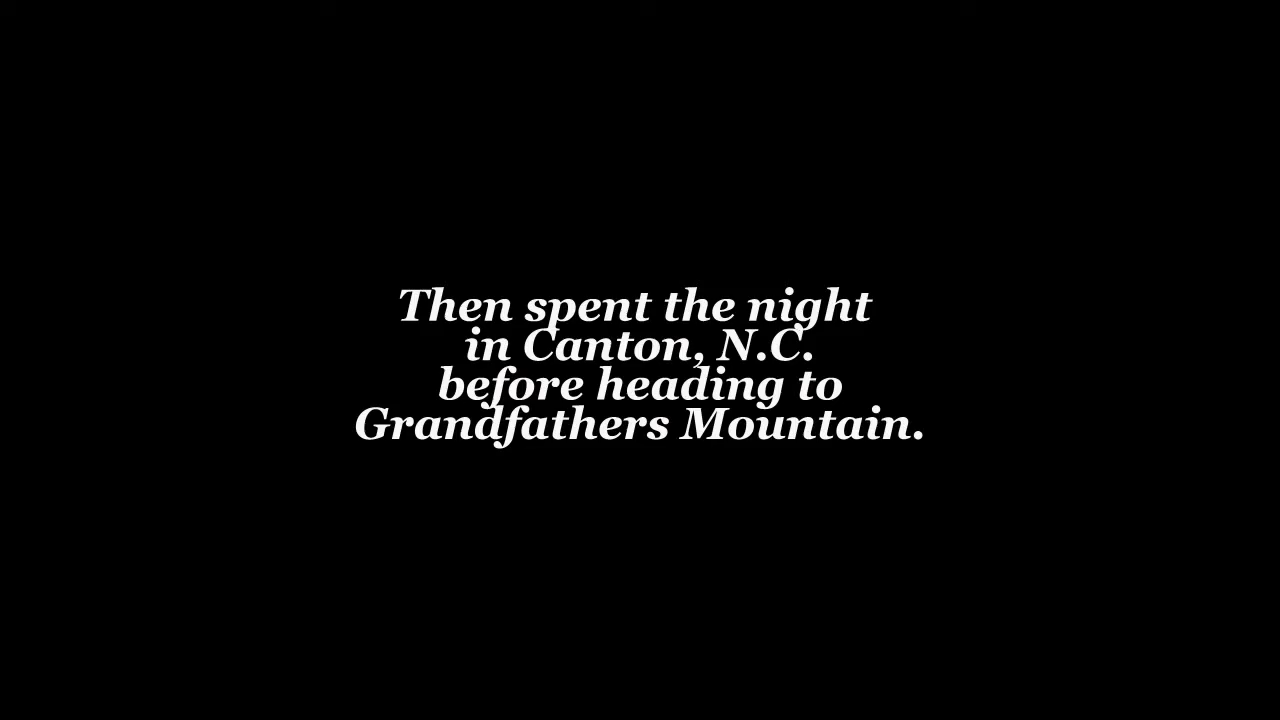 Then spent the night
in Canton, N.C.
before heading to
Grandfathers Mountain.